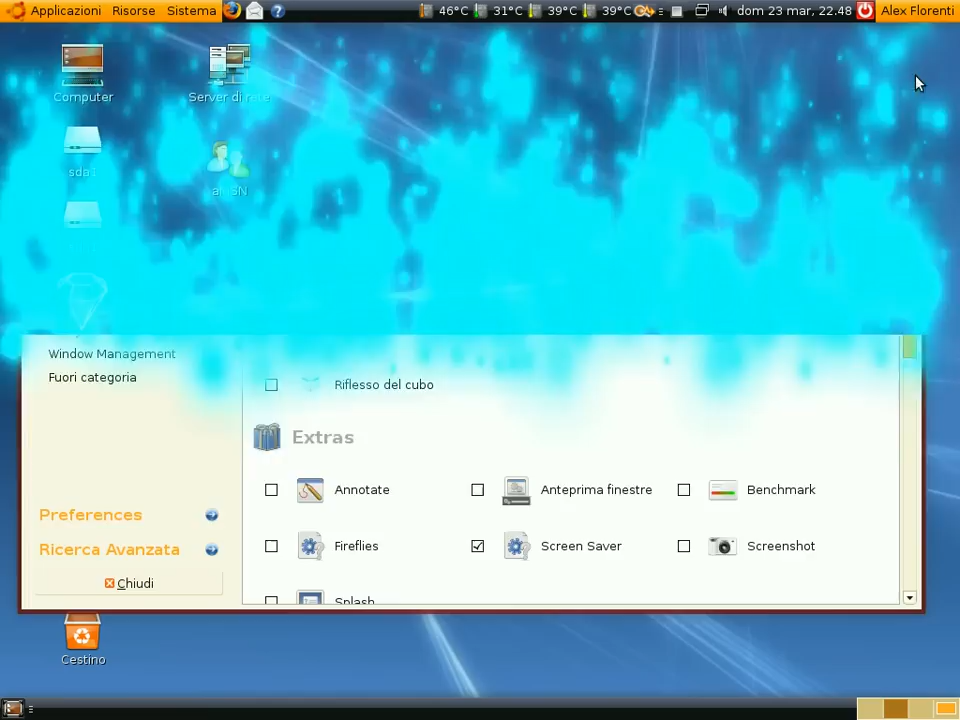 Applicazioni Risorse Sistema 46°C 31°C 39°C 39°C dom 23 mar, 22.48 Alex Florenti
Computer Server di rete
sda1
Window Management
Fuori categoria
Riflesso del cubo
Extras
Annotate Anteprima finestre Benchmark
Preferences
Ricerca Avanzata
Fireflies Screen Saver Screenshot
Chiudi
Splash
Cestino